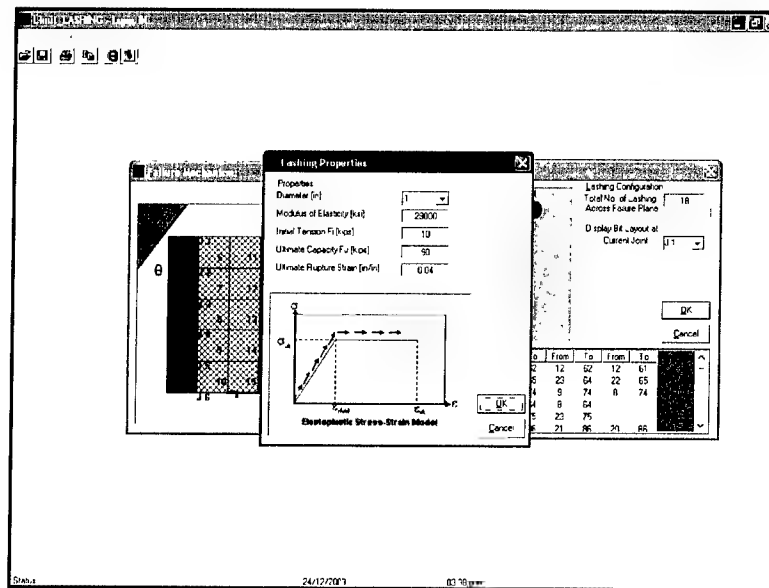 LASHING
Lashing Properties
Properties
Diameter [in] 1
Modulus of Elasticity [ksi] 29000
Initial Tension Fi [kips] 10
Ultimate Capacity Fu [kips] 90
Ultimate Rupture Strain [in/in] 0.04
σ
σ
ε
Elastoplastic Stress-Strain Model
OK
Cancel
θ
Lashing Configuration
Total No. of Lashing 18
Across Failure Plane
Display Bit Layout at
Current Joint J 1
OK
Cancel
To From To From To
12 62 12 61
23 64 22 65
9 74 8 74
8 64
23 75
21 86 20 86
Status 24/12/2003